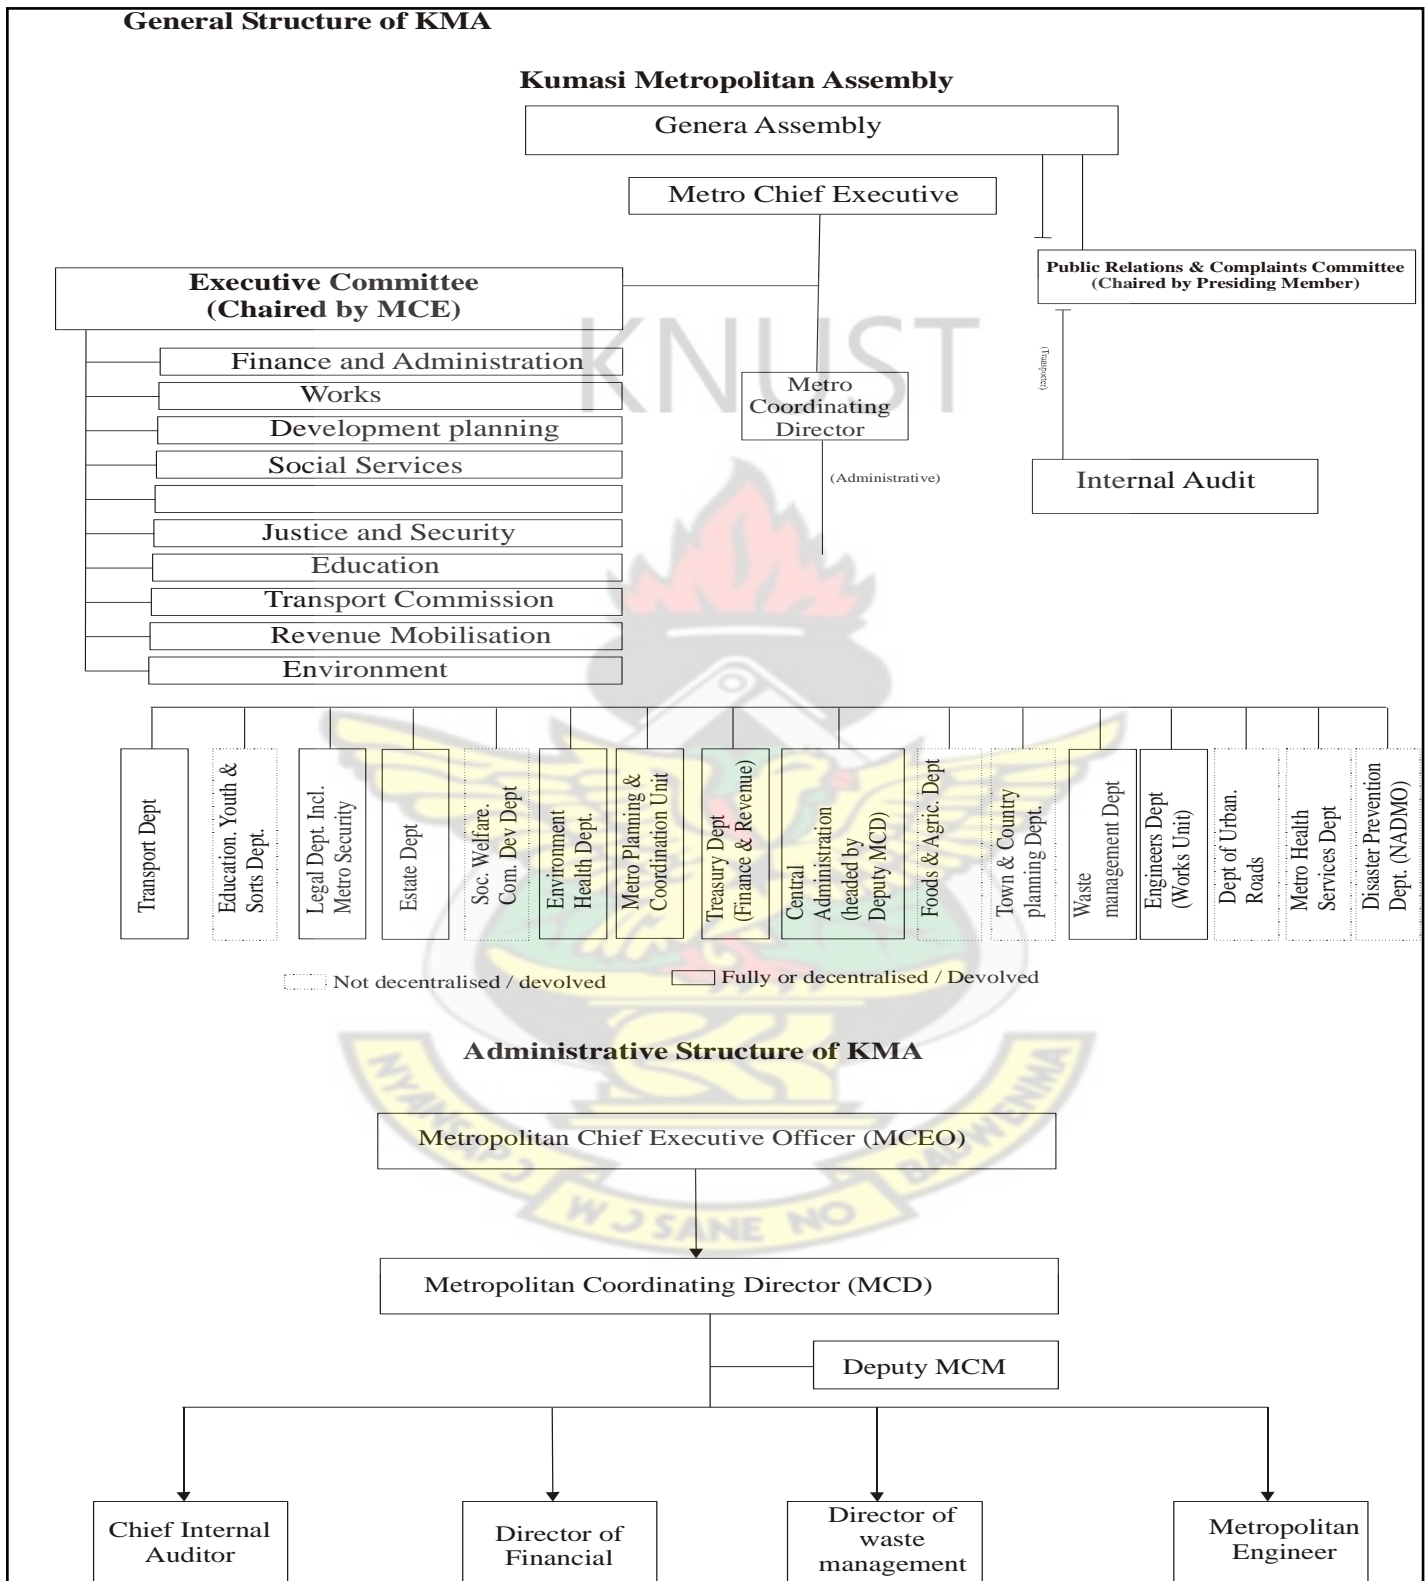 General Structure of KMA
Kumasi Metropolitan Assembly
Genera Assembly
Metro Chief Executive
Public Relations & Complaints Committee
(Chaired by Presiding Member)
Executive Committee
(Chaired by MCE)
Finance and Administration
Works
Development planning
Social Services
Justice and Security
Education
Transport Commission
Revenue Mobilisation
Environment
KNUST
Metro
Coordinating
Director
(Administrative)
Internal Audit
Transport Dept
Education. Youth &
Sorts Dept.
Legal Dept. Incl.
Metro Security
Estate Dept
Soc. Welfare.
Com. Dev Dept
Environment
Health Dept.
Metro Planning &
Coordination Unit
Treasury Dept
(Finance & Revenue)
Central
Administration
(headed by
Deputy MCD)
Foods & Agric. Dept
Town & Country
planning Dept.
Waste
management Dept
Engineers Dept
(Works Unit)
Dept of Urban.
Roads
Metro Health
Services Dept
Disaster Prevention
Dept. (NADMO)
Not decentralised / devolved
Fully or decentralised / Devolved
Administrative Structure of KMA
Metropolitan Chief Executive Officer (MCEO)
NYANSAPƆ
WƆSANE NO
BADWENMA
Metropolitan Coordinating Director (MCD)
Deputy MCM
Chief Internal
Auditor
Director of
Financial
Director of
waste
management
Metropolitan
Engineer